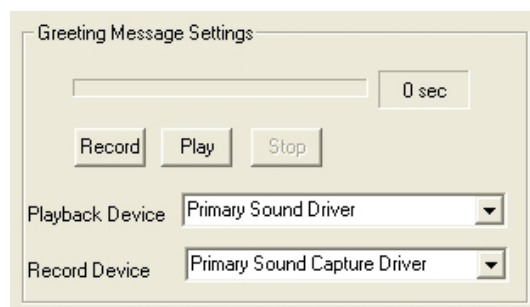 Greeting Message Settings
0 sec
Record Play Stop
Playback Device Primary Sound Driver
Record Device Primary Sound Capture Driver